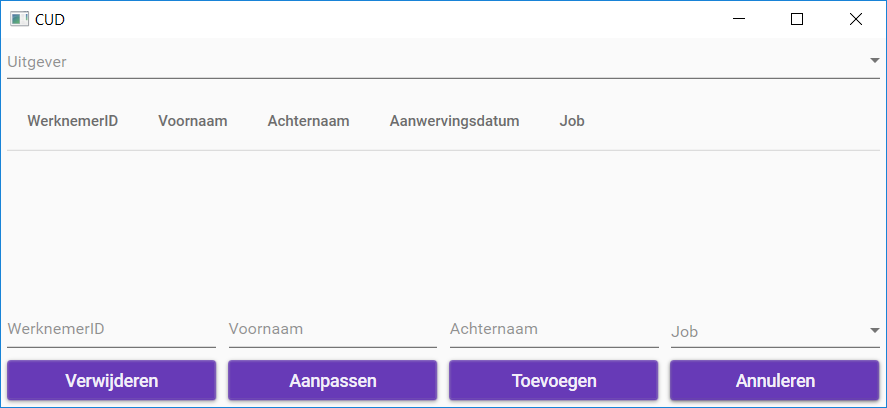 CUD
Uitgever
WerknemerID Voornaam Achternaam Aanwervingsdatum Job
WerknemerID Voornaam Achternaam Job
Verwijderen Aanpassen Toevoegen Annuleren